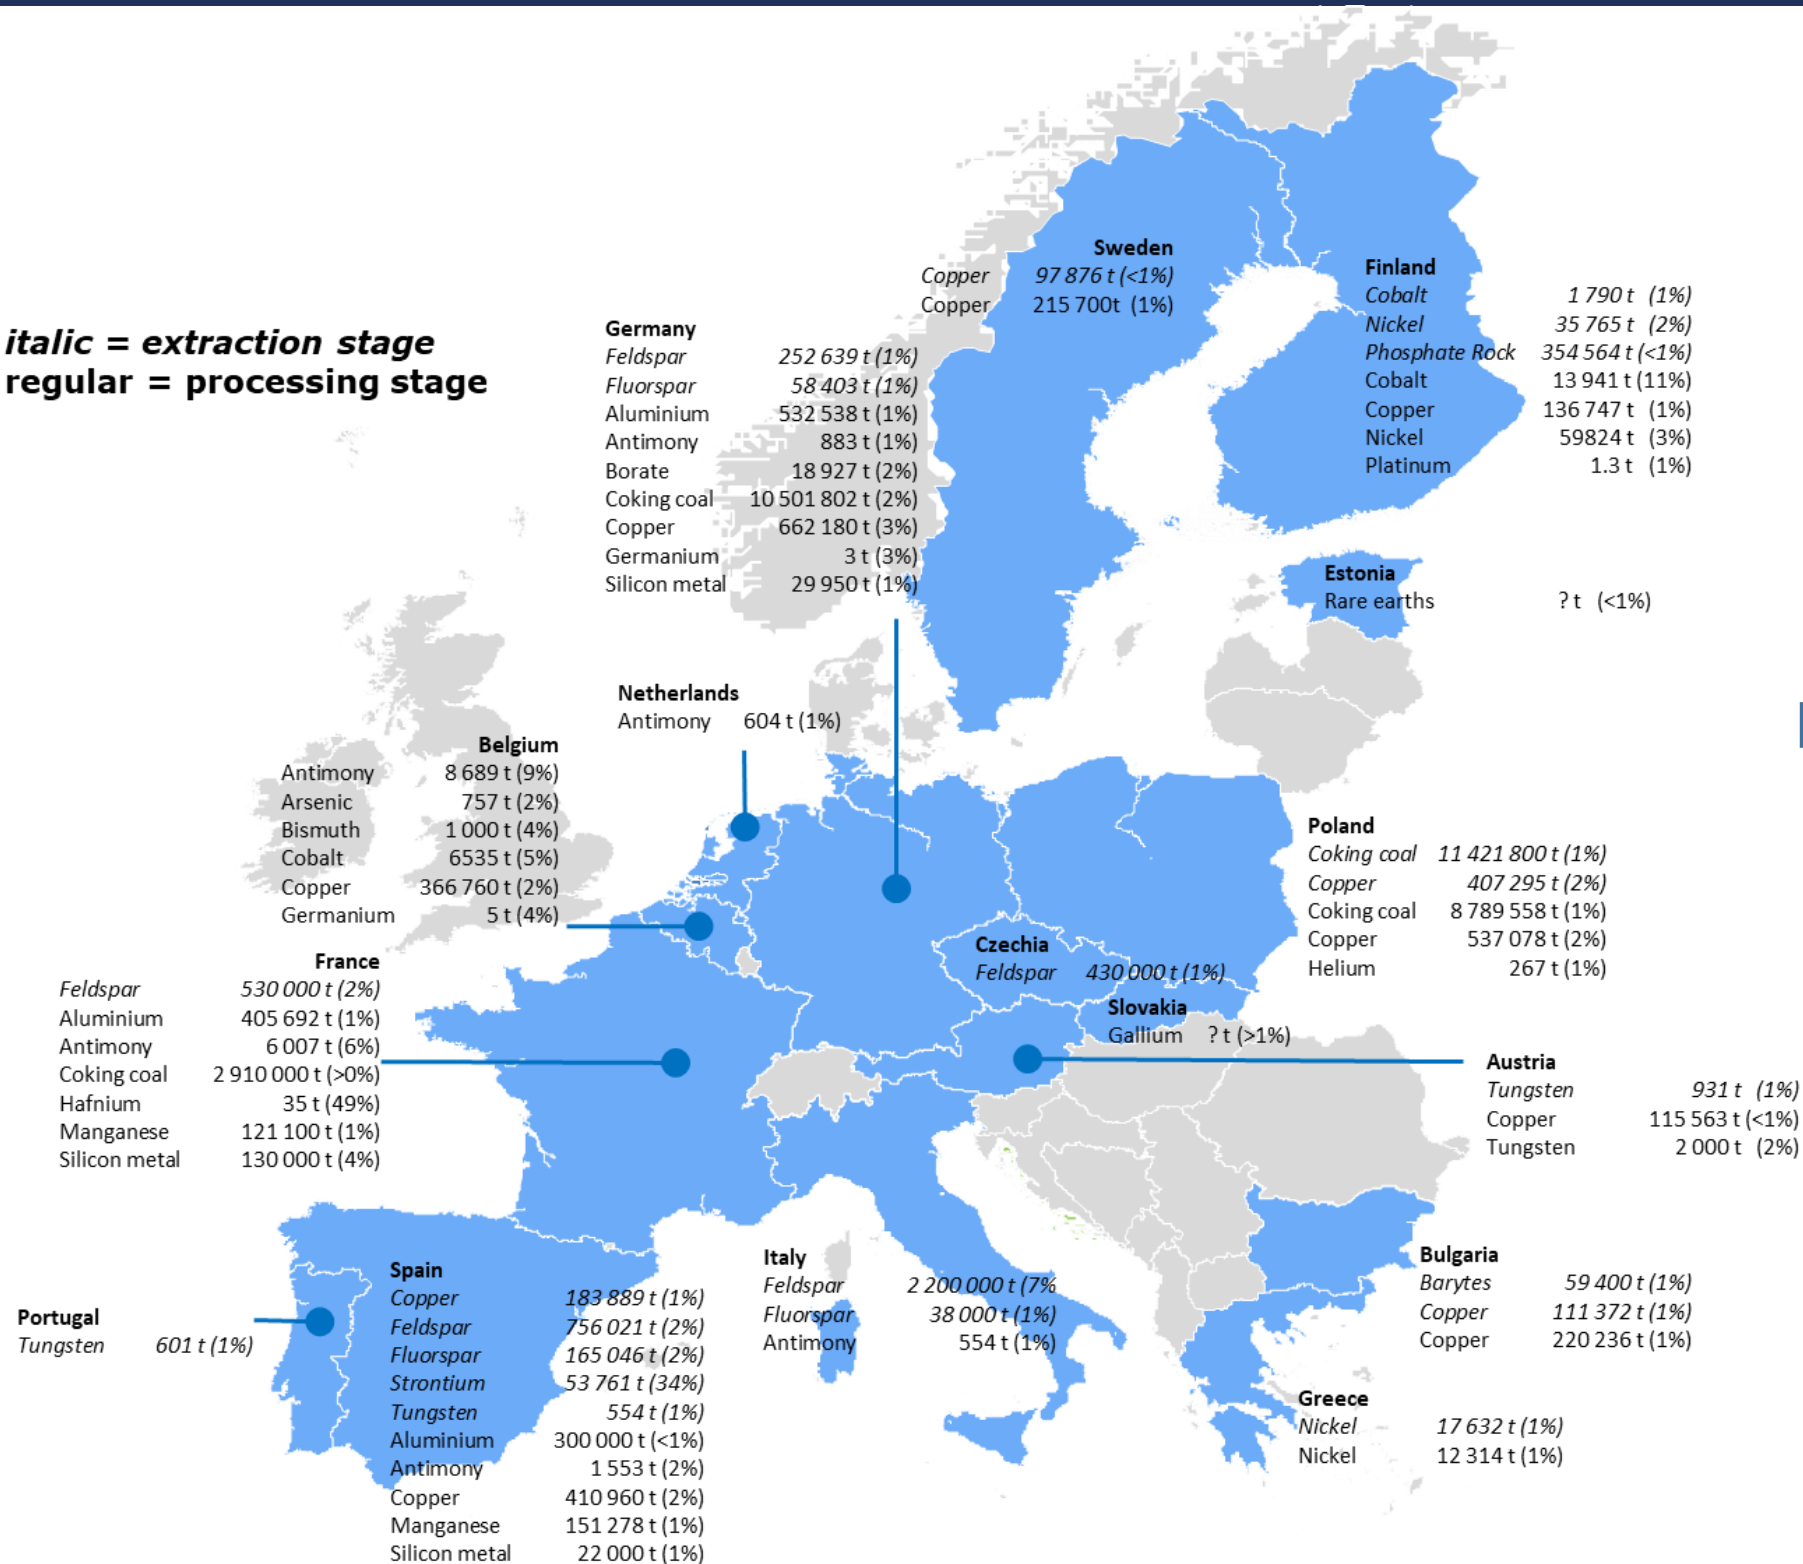 italic = extraction stage
regular = processing stage
Sweden
Copper 97 876 t (<1%)
Copper 215 700t (1%)
Finland
Cobalt 1 790 t (1%)
Nickel 35 765 t (2%)
Phosphate Rock 354 564 t (<1%)
Cobalt 13 941 t (11%)
Copper 136 747 t (1%)
Nickel 59824 t (3%)
Platinum 1.3 t (1%)
Germany
Feldspar 252 639 t (1%)
Fluorspar 58 403 t (1%)
Aluminium 532 538 t (1%)
Antimony 883 t (1%)
Borate 18 927 t (2%)
Coking coal 10 501 802 t (2%)
Copper 662 180 t (3%)
Germanium 3 t (3%)
Silicon metal 29 950 t (1%)
Estonia
Rare earths ? t (<1%)
Netherlands
Antimony 604 t (1%)
Belgium
Antimony 8 689 t (9%)
Arsenic 757 t (2%)
Bismuth 1 000 t (4%)
Cobalt 6535 t (5%)
Copper 366 760 t (2%)
Germanium 5 t (4%)
Poland
Coking coal 11 421 800 t (1%)
Copper 407 295 t (2%)
Coking coal 8 789 558 t (1%)
Copper 537 078 t (2%)
Helium 267 t (1%)
Czechia
Feldspar 430 000 t (1%)
Slovakia
Gallium ? t (>1%)
France
Feldspar 530 000 t (2%)
Aluminium 405 692 t (1%)
Antimony 6 007 t (6%)
Coking coal 2 910 000 t (>0%)
Hafnium 35 t (49%)
Manganese 121 100 t (1%)
Silicon metal 130 000 t (4%)
Austria
Tungsten 931 t (1%)
Copper 115 563 t (<1%)
Tungsten 2 000 t (2%)
Portugal
Tungsten 601 t (1%)
Spain
Copper 183 889 t (1%)
Feldspar 756 021 t (2%)
Fluorspar 165 046 t (2%)
Strontium 53 761 t (34%)
Tungsten 554 t (1%)
Aluminium 300 000 t (<1%)
Antimony 1 553 t (2%)
Copper 410 960 t (2%)
Manganese 151 278 t (1%)
Silicon metal 22 000 t (1%)
Italy
Feldspar 2 200 000 t (7%
Fluorspar 38 000 t (1%)
Antimony 554 t (1%)
Bulgaria
Barytes 59 400 t (1%)
Copper 111 372 t (1%)
Copper 220 236 t (1%)
Greece
Nickel 17 632 t (1%)
Nickel 12 314 t (1%)